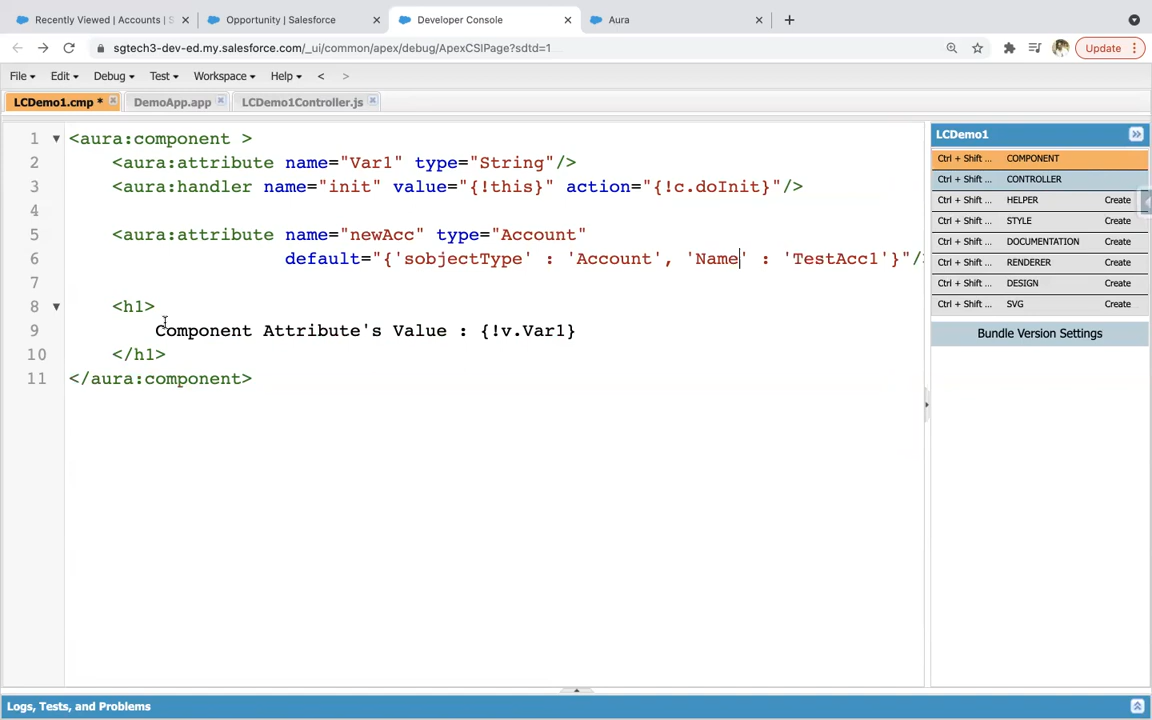 Recently Viewed | Accounts | S
Opportunity | Salesforce
Developer Console
Aura
sgtech3-dev-ed.my.salesforce.com/_ui/common/apex/debug/ApexCSIPage?sdtd=1
Update
File
Edit
Debug
Test
Workspace
Help
<
>
LCDemo1.cmp *
DemoApp.app
LCDemo1Controller.js
1 <aura:component >
2 <aura:attribute name="Var1" type="String"/>
3 <aura:handler name="init" value="{!this}" action="{!c.doInit}"/>
4
5 <aura:attribute name="newAcc" type="Account"
6 default="{'sobjectType' : 'Account', 'Name' : 'TestAcc1'}"/
7
8 <h1>
9 Component Attribute's Value : {!v.Var1}
10 </h1>
11 </aura:component>
LCDemo1
Ctrl + Shift ... COMPONENT
Ctrl + Shift ... CONTROLLER
Ctrl + Shift ... HELPER Create
Ctrl + Shift ... STYLE Create
Ctrl + Shift ... DOCUMENTATION Create
Ctrl + Shift ... RENDERER Create
Ctrl + Shift ... DESIGN Create
Ctrl + Shift ... SVG Create
Bundle Version Settings
Logs, Tests, and Problems